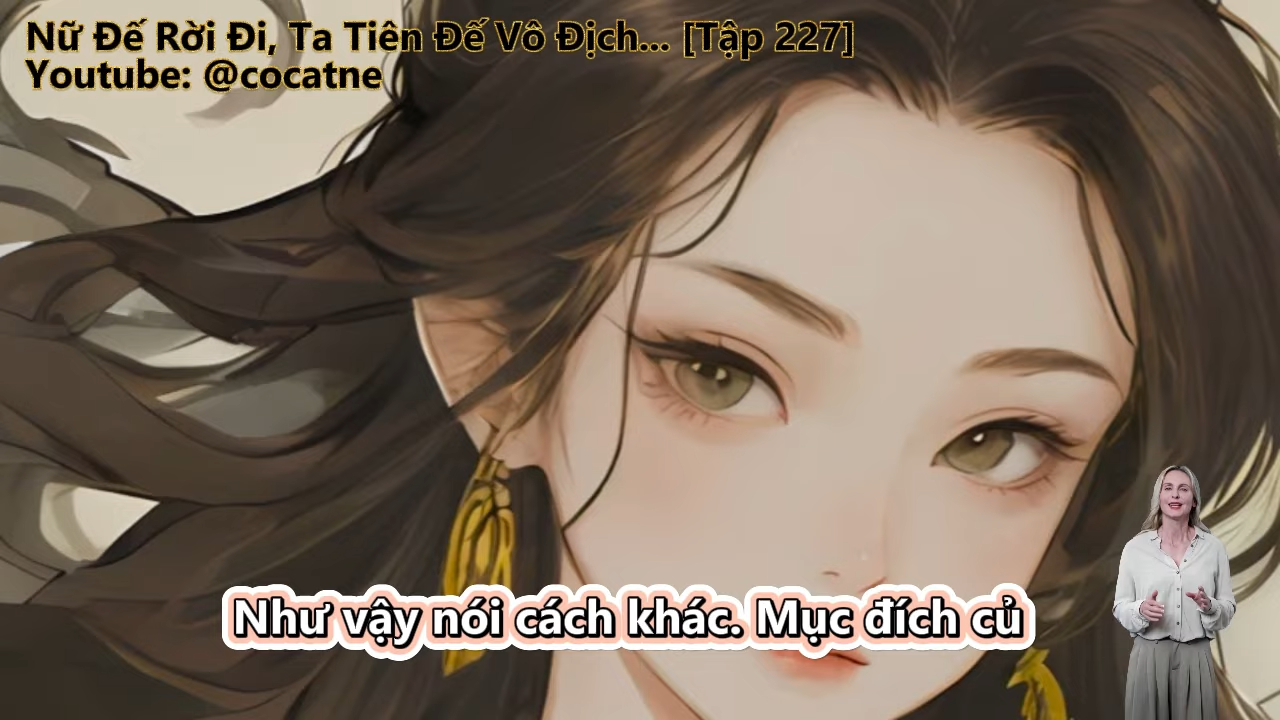 Nữ Đế Rời Đi, Ta Tiên Đế Vô Địch... [Tập 227]
Youtube: @cocatne
Như vậy nói cách khác. Mục đích củ